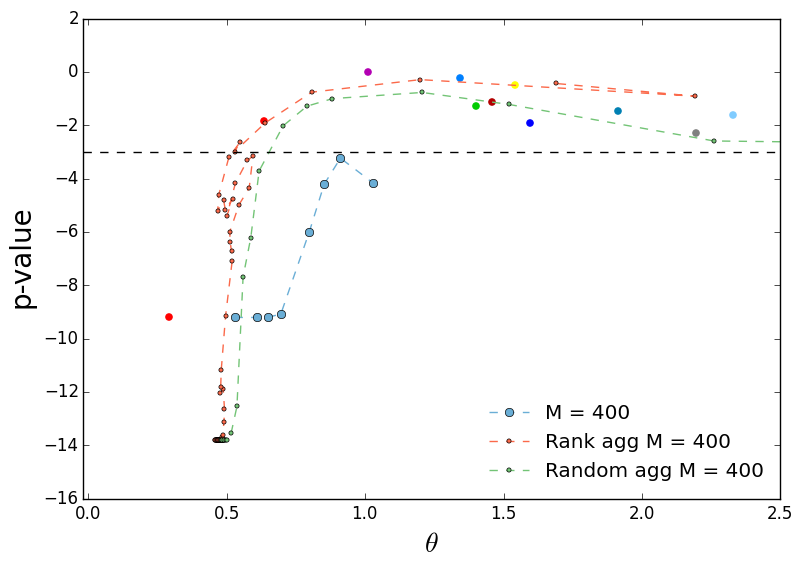 2
0
−2
−4
−6
−8
−10
−12
−14
−16
p-value
0.0 0.5 1.0 1.5 2.0 2.5
θ
M = 400
Rank agg M = 400
Random agg M = 400